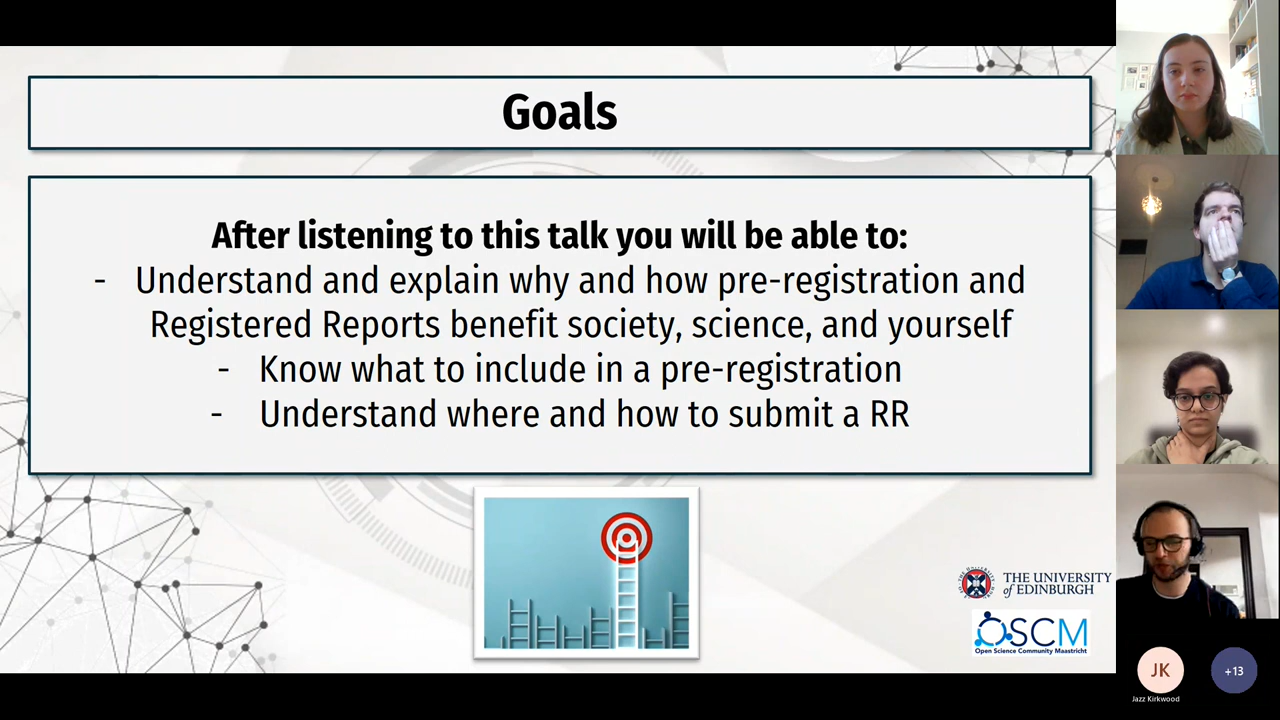 Goals
After listening to this talk you will be able to:
- Understand and explain why and how pre-registration and
Registered Reports benefit society, science, and yourself
- Know what to include in a pre-registration
- Understand where and how to submit a RR
THE UNIVERSITY
of EDINBURGH
OSCM
Open Science Community Maastricht
JK
+13
Jazz Kirkwood